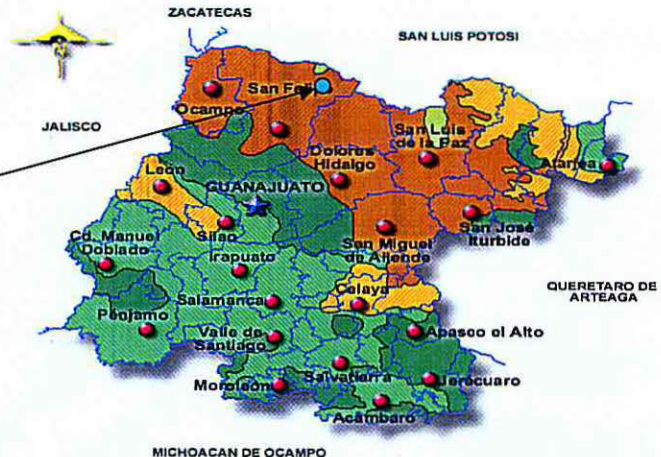 ZACATECAS
SAN LUIS POTOSI
JALISCO
San Feli
Ocampo
San Luis
de la Paz
Dolores
Hidalgo
Atarjea
León
GUANAJUATO
Silao
San José
Iturbide
San Miguel
de Allende
Cd. Manuel
Doblado
Irapuato
QUERETARO DE
ARTEAGA
Celaya
Salamanca
Pénjamo
Valle de
Santiago
Apaseo el Alto
Salvatierra
Jerécuaro
Moroleón
Acámbaro
MICHOACAN DE OCAMPO